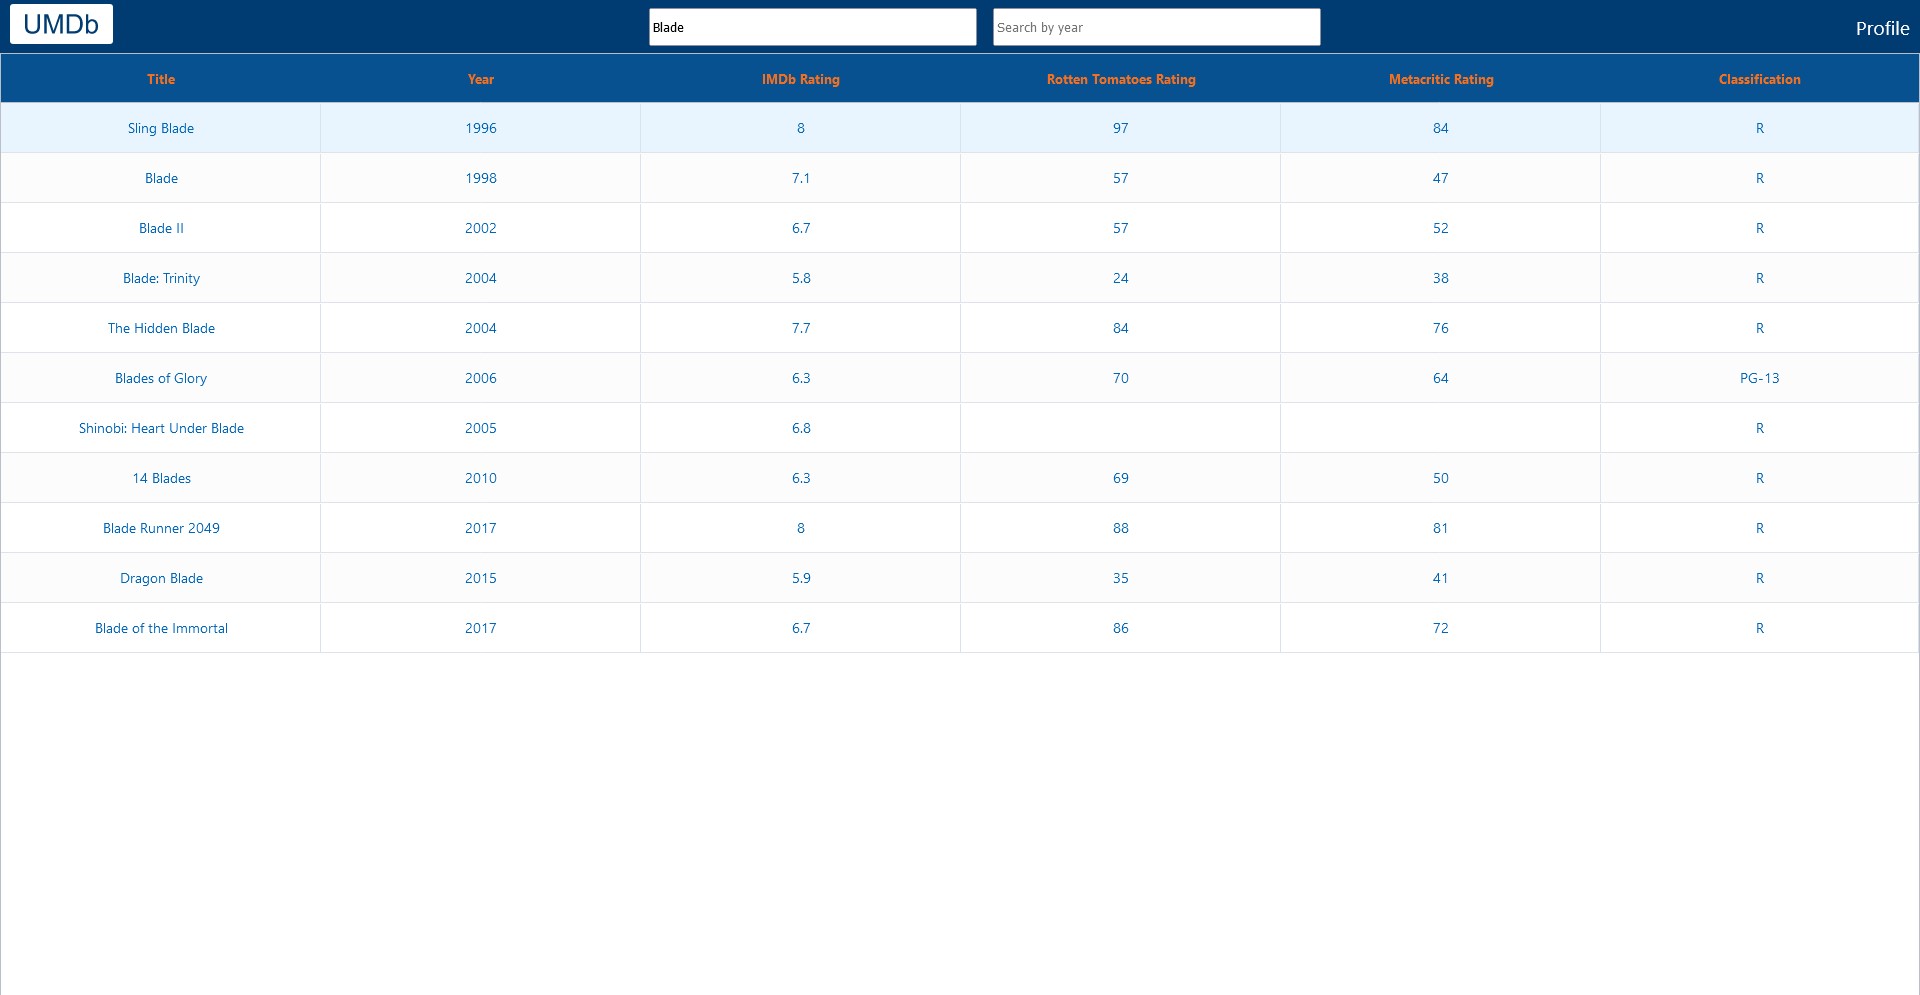 UMDb Blade Search by year Profile
Title Year IMDb Rating Rotten Tomatoes Rating Metacritic Rating Classification
Sling Blade 1996 8 97 84 R
Blade 1998 7.1 57 47 R
Blade II 2002 6.7 57 52 R
Blade: Trinity 2004 5.8 24 38 R
The Hidden Blade 2004 7.7 84 76 R
Blades of Glory 2006 6.3 70 64 PG-13
Shinobi: Heart Under Blade 2005 6.8 R
14 Blades 2010 6.3 69 50 R
Blade Runner 2049 2017 8 88 81 R
Dragon Blade 2015 5.9 35 41 R
Blade of the Immortal 2017 6.7 86 72 R